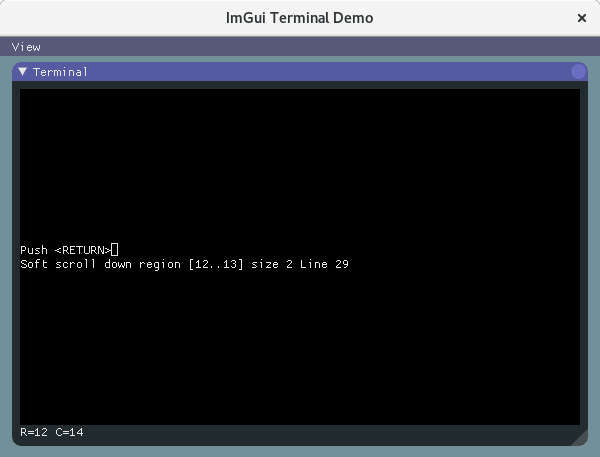 ImGui Terminal Demo
View
Terminal
Push <RETURN>
Soft scroll down region [12..13] size 2 Line 29
R=12 C=14